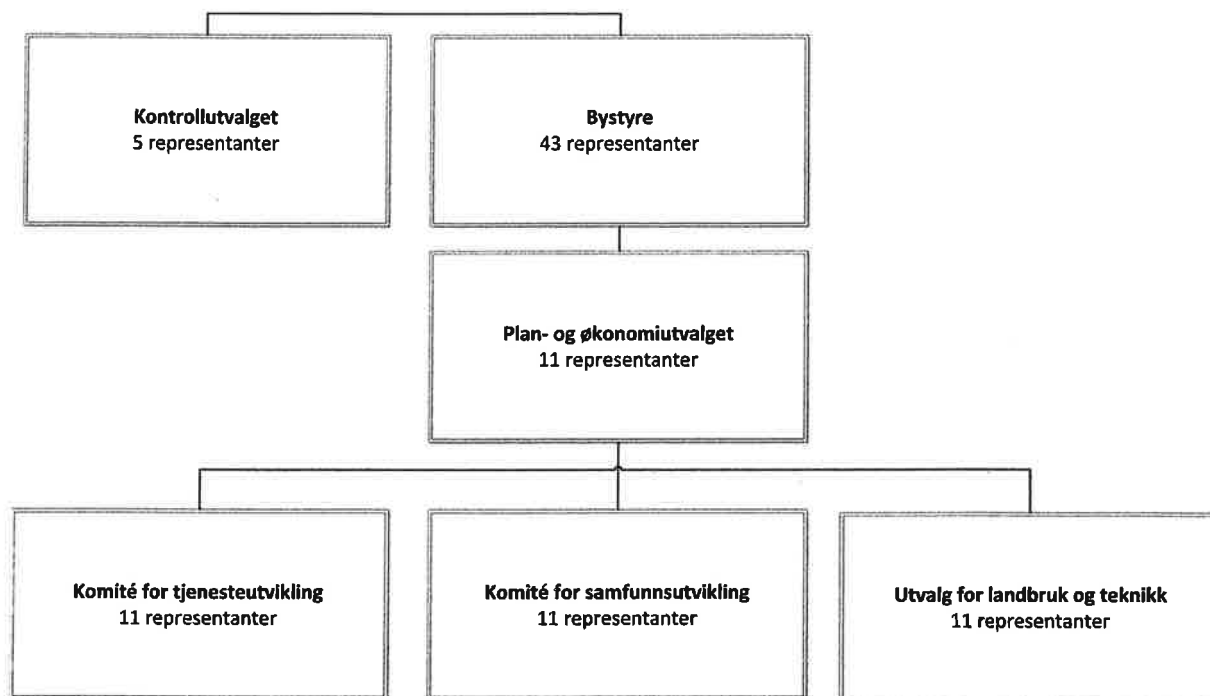 Kontrollutvalget
5 representanter
Bystyre
43 representanter
Plan- og økonomiutvalget
11 representanter
Komité for tjenesteutvikling
11 representanter
Komité for samfunnsutvikling
11 representanter
Utvalg for landbruk og teknikk
11 representanter